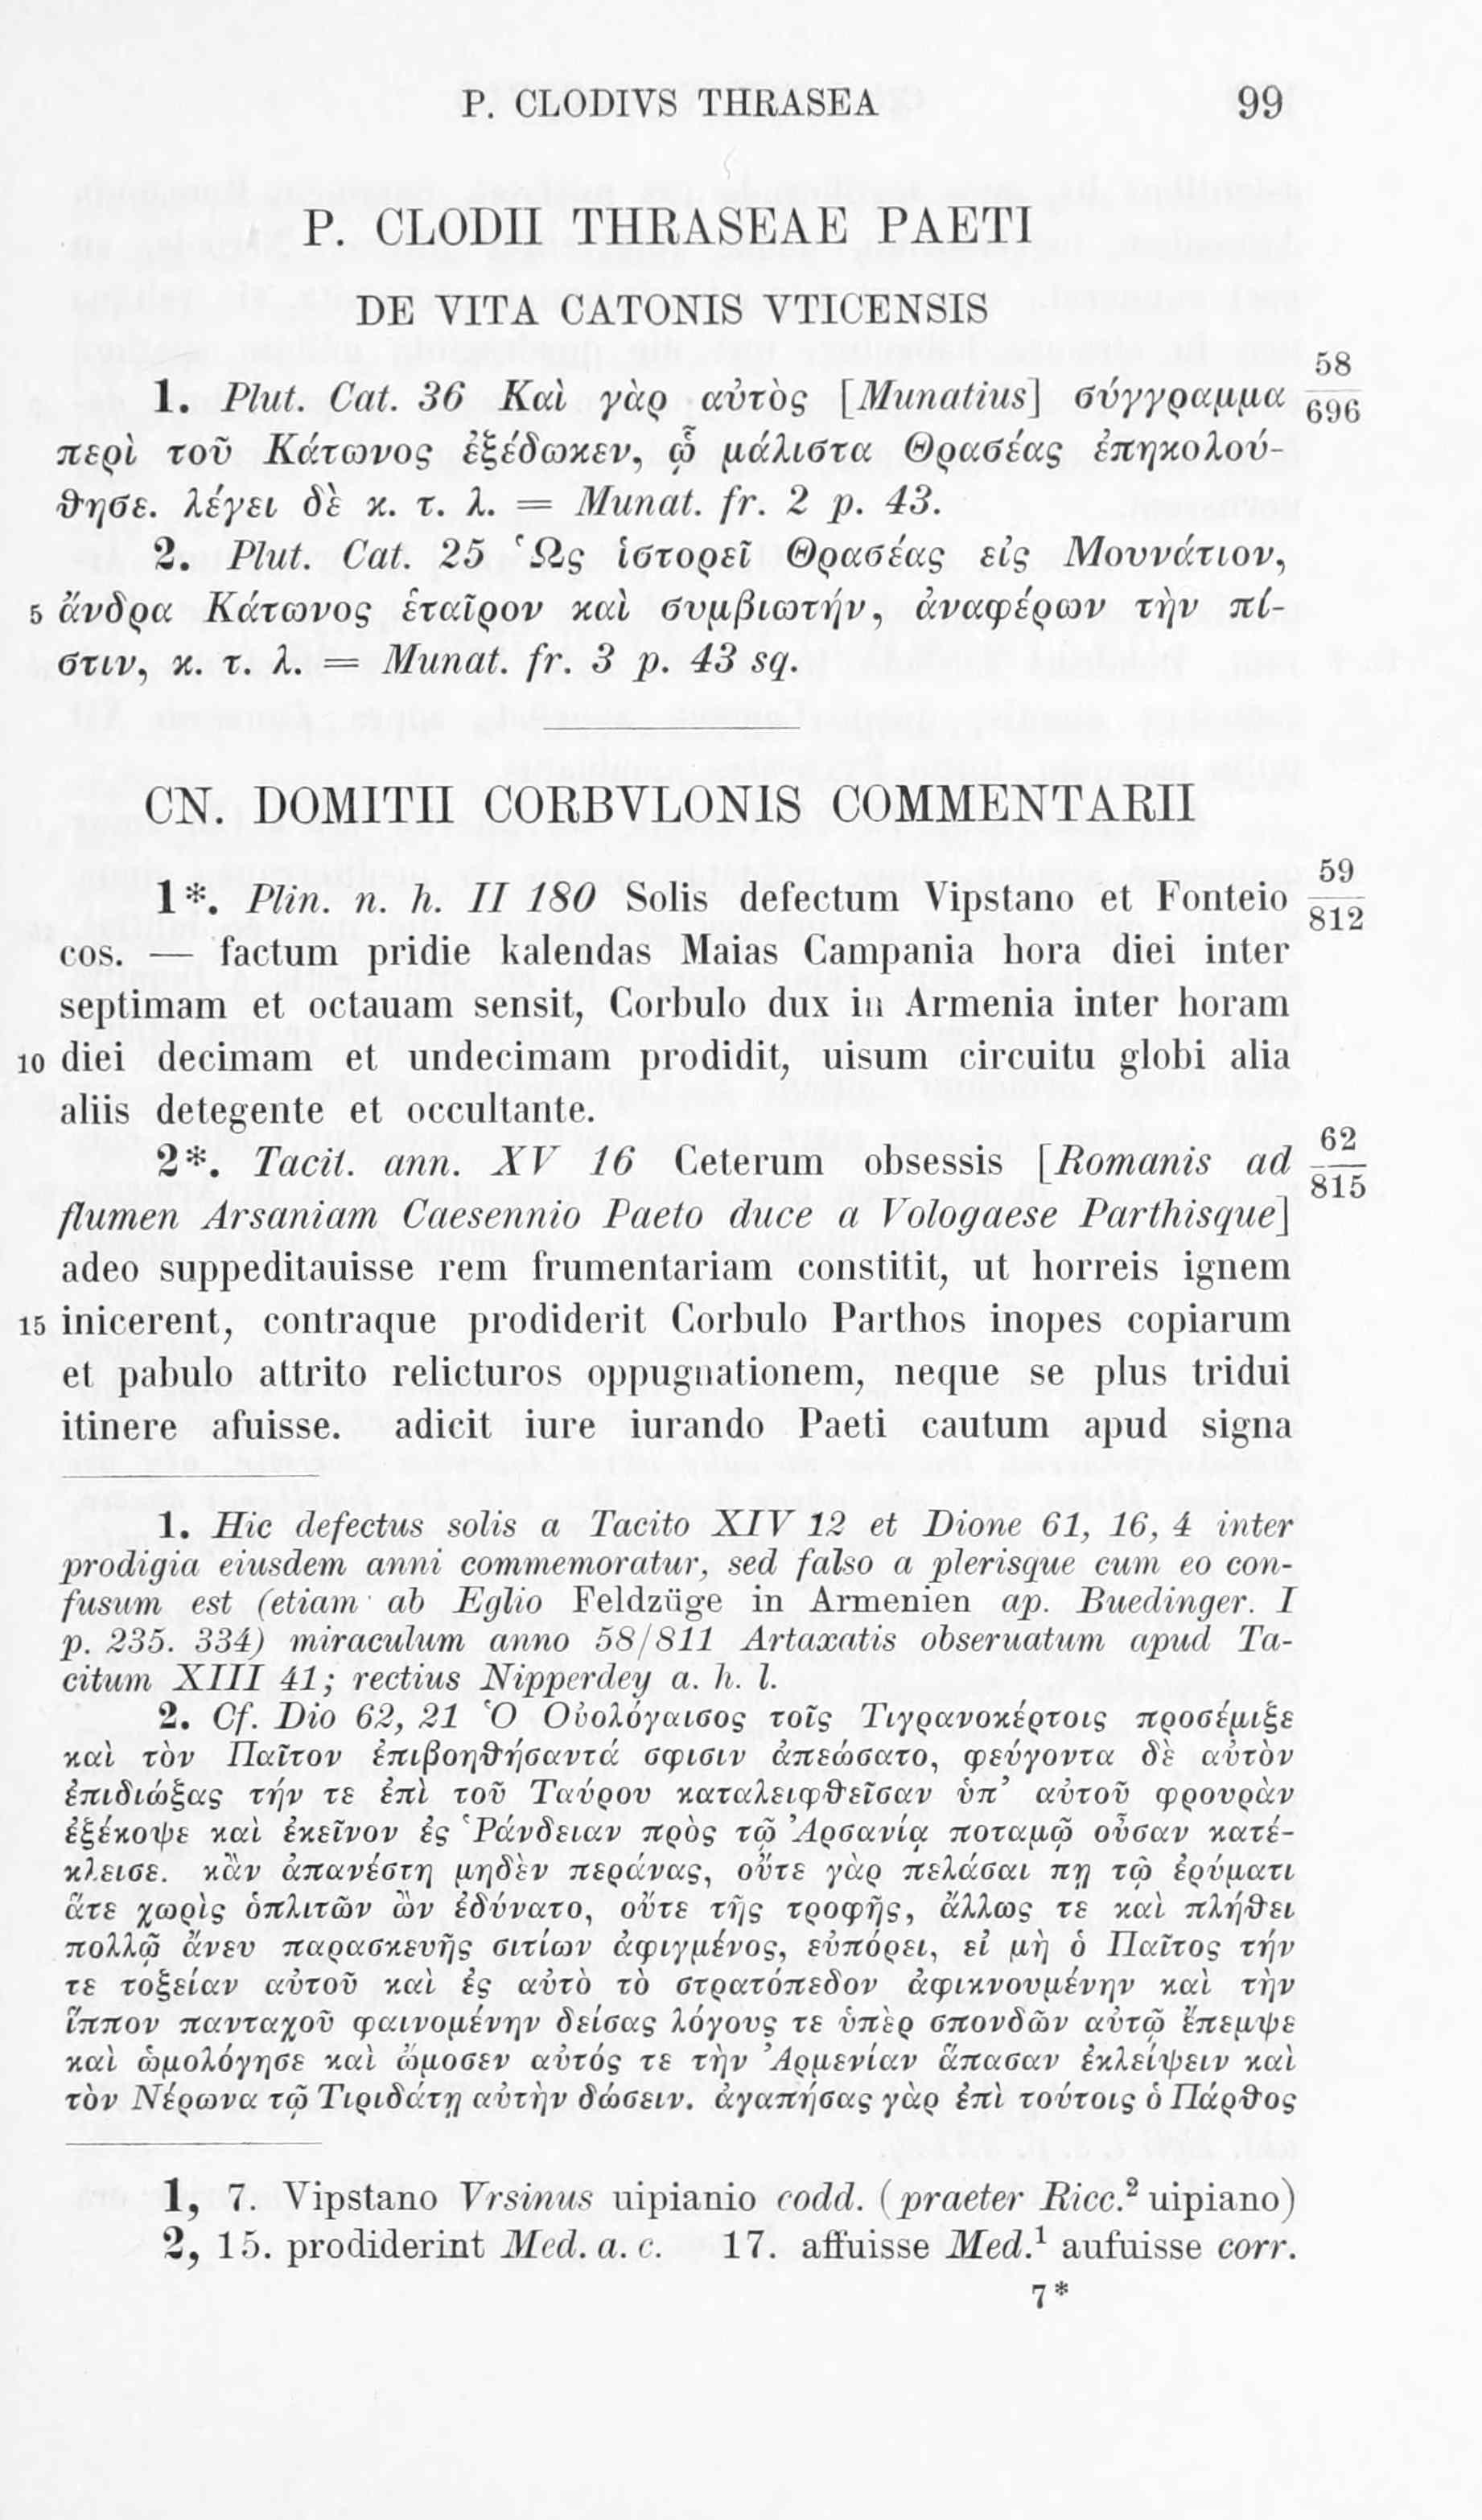 P. CLODIVS THRASEA 99
P. CLODII THRASEAE PAETI
DE VITA CATONIS VTICENSIS
1. Plut. Cat. 36 Καὶ γὰρ αὐτὸς [Munatius] σύγγραμμα 58/696
περὶ τοῦ Κάτωνος ἐξέδωκεν, ᾧ μάλιστα Θρασέας ἐπηκολού-
θησε. λέγει δὲ κ. τ. λ. = Munat. fr. 2 p. 43.
2. Plut. Cat. 25 Ὡς ἱστορεῖ Θρασέας εἰς Μουνάτιον,
5 ἄνδρα Κάτωνος ἑταῖρον καὶ συμβιωτήν, ἀναφέρων τὴν πί-
στιν, κ. τ. λ. = Munat. fr. 3 p. 43 sq.
CN. DOMITII CORBVLONIS COMMENTARII
1*. Plin. n. h. II 180 Solis defectum Vipstano et Fonteio 59/812
cos. — factum pridie kalendas Maias Campania hora diei inter
septimam et octauam sensit, Corbulo dux in Armenia inter horam
10 diei decimam et undecimam prodidit, uisum circuitu globi alia
aliis detegente et occultante.
2*. Tacit. ann. XV 16 Ceterum obsessis [Romanis ad 62/815
flumen Arsaniam Caesennio Paeto duce a Vologaese Parthisque]
adeo suppeditauisse rem frumentariam constitit, ut horreis ignem
15 inicerent, contraque prodiderit Corbulo Parthos inopes copiarum
et pabulo attrito relicturos oppugnationem, neque se plus tridui
itinere afuisse. adicit iure iurando Paeti cautum apud signa
1. Hic defectus solis a Tacito XIV 12 et Dione 61, 16, 4 inter
prodigia eiusdem anni commemoratur, sed falso a plerisque cum eo con-
fusum est (etiam ab Eglio Feldzüge in Armenien ap. Buedinger. I
p. 235. 334) miraculum anno 58/811 Artaxatis obseruatum apud Ta-
citum XIII 41; rectius Nipperdey a. h. l.
2. Cf. Dio 62, 21 Ὁ Οὐολόγαισος τοῖς Τιγρανοκέρτοις προσέμιξε
καὶ τὸν Παῖτον ἐπιβοηθήσαντά σφισιν ἀπεώσατο, φεύγοντα δὲ αὐτὸν
ἐπιδιώξας τήν τε ἐπὶ τοῦ Ταύρου καταλειφθεῖσαν ὑπ’ αὐτοῦ φρουρὰν
ἐξέκοψε καὶ ἐκεῖνον ἐς Ῥάνδειαν πρὸς τῷ Ἀρσανίᾳ ποταμῷ οὖσαν κατέ-
κλεισε. κἂν ἀπανέστη μηδὲν περάνας, οὔτε γὰρ πελάσαι πῃ τῷ ἐρύματι
ἅτε χωρὶς ὁπλιτῶν ὢν ἐδύνατο, οὔτε τῆς τροφῆς, ἄλλως τε καὶ πλήθει
πολλῷ ἄνευ παρασκευῆς σιτίων ἀφιγμένος, εὐπόρει, εἰ μὴ ὁ Παῖτος τήν
τε τοξείαν αὐτοῦ καὶ ἐς αὐτὸ τὸ στρατόπεδον ἀφικνουμένην καὶ τὴν
ἵππον πανταχοῦ φαινομένην δείσας λόγους τε ὑπὲρ σπονδῶν αὐτῷ ἔπεμψε
καὶ ὡμολόγησε καὶ ὤμοσεν αὐτός τε τὴν Ἀρμενίαν ἅπασαν ἐκλείψειν καὶ
τὸν Νέρωνα τῷ Τιριδάτῃ αὐτὴν δώσειν. ἀγαπήσας γὰρ ἐπὶ τούτοις ὁ Πάρθος
1, 7. Vipstano Vrsinus uipianio codd. (praeter Ricc.² uipiano)
2, 15. prodiderint Med. a. c. 17. affuisse Med.¹ aufuisse corr.
7*